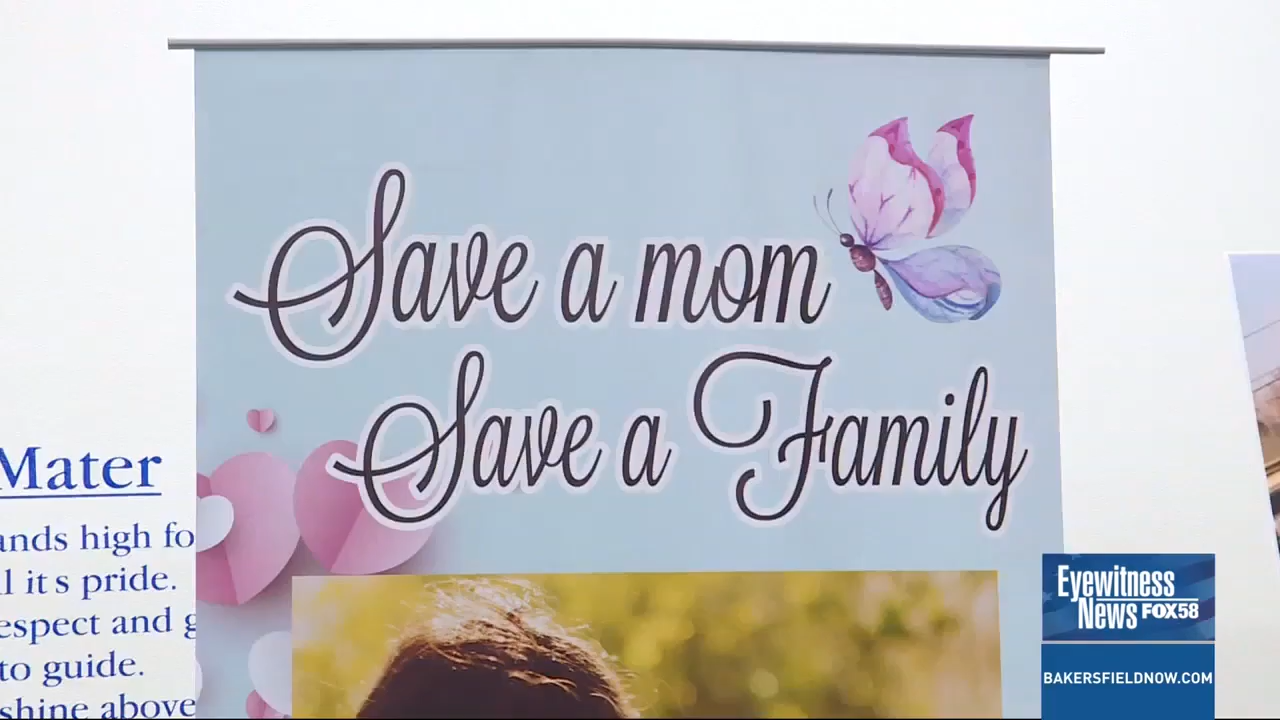 Save a mom
Save a Family
Mater
ands high fo
l it s pride.
espect and g
to guide.
shine above
Eyewitness
News FOX58
BAKERSFIELDNOW.COM